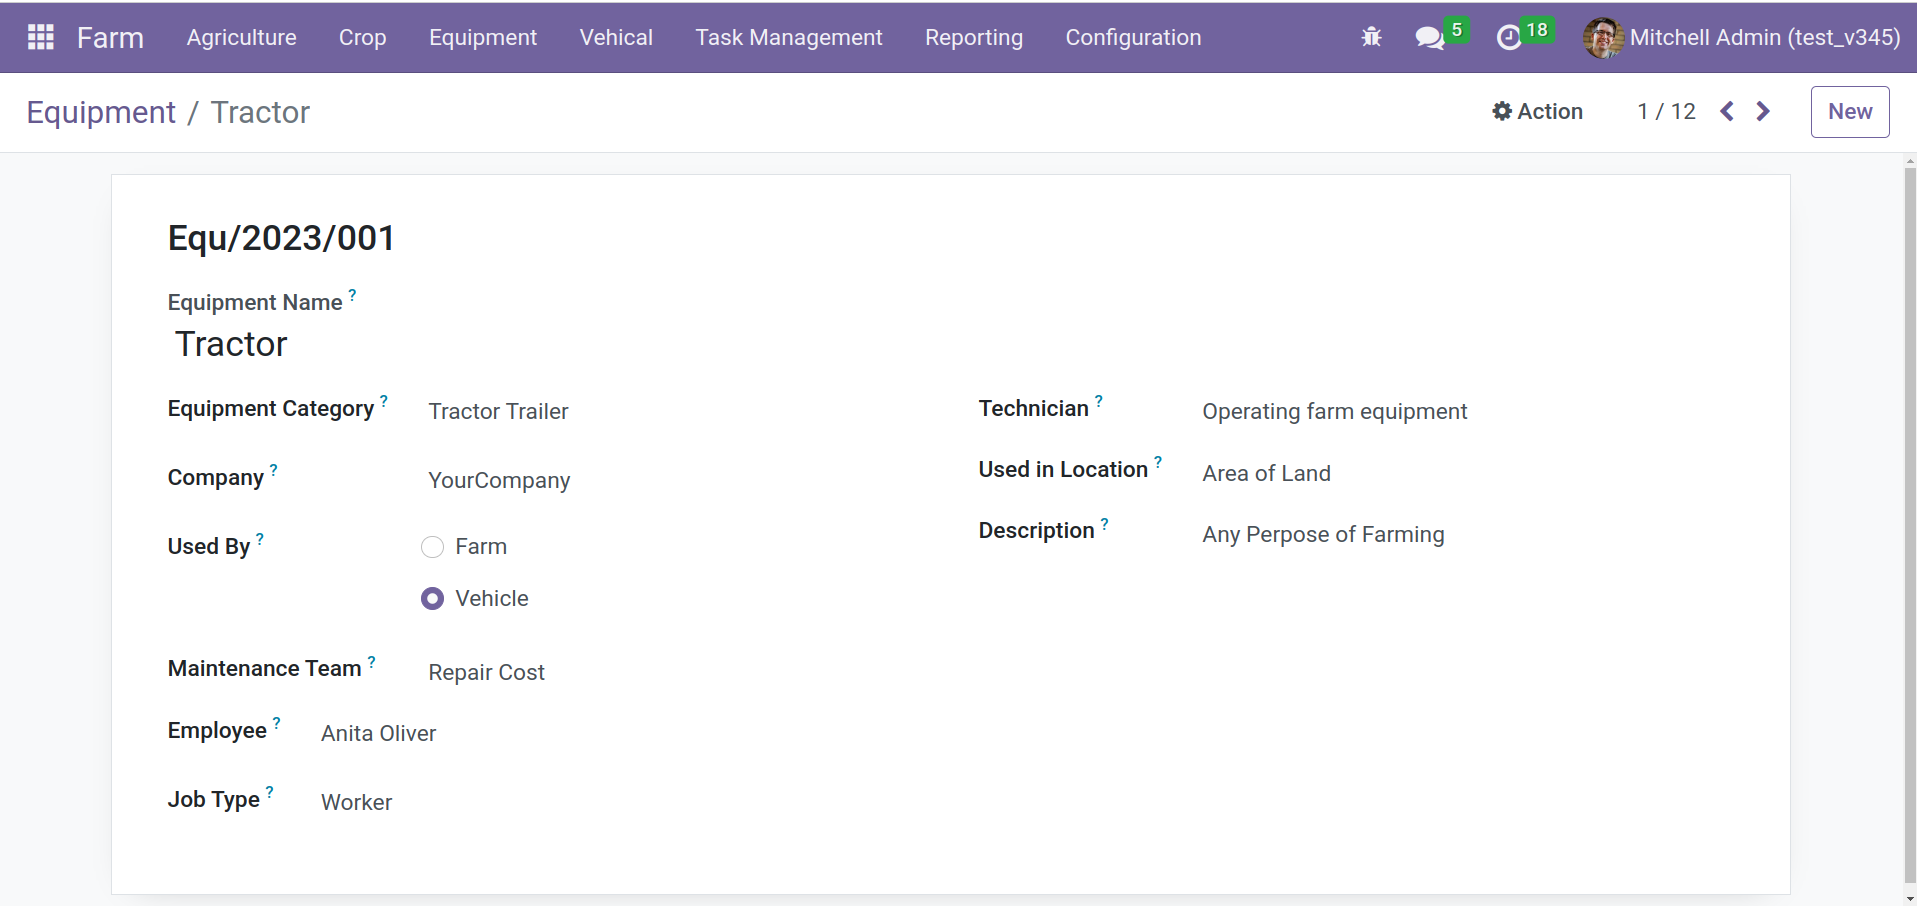 Farm Agriculture Crop Equipment Vehical Task Management Reporting Configuration 5 18 Mitchell Admin (test_v345)
Equipment / Tractor Action 1 / 12 New
Equ/2023/001
Equipment Name ?
Tractor
Equipment Category ? Tractor Trailer
Company ? YourCompany
Used By ? Farm
Vehicle
Maintenance Team ? Repair Cost
Employee ? Anita Oliver
Job Type ? Worker
Technician ? Operating farm equipment
Used in Location ? Area of Land
Description ? Any Perpose of Farming